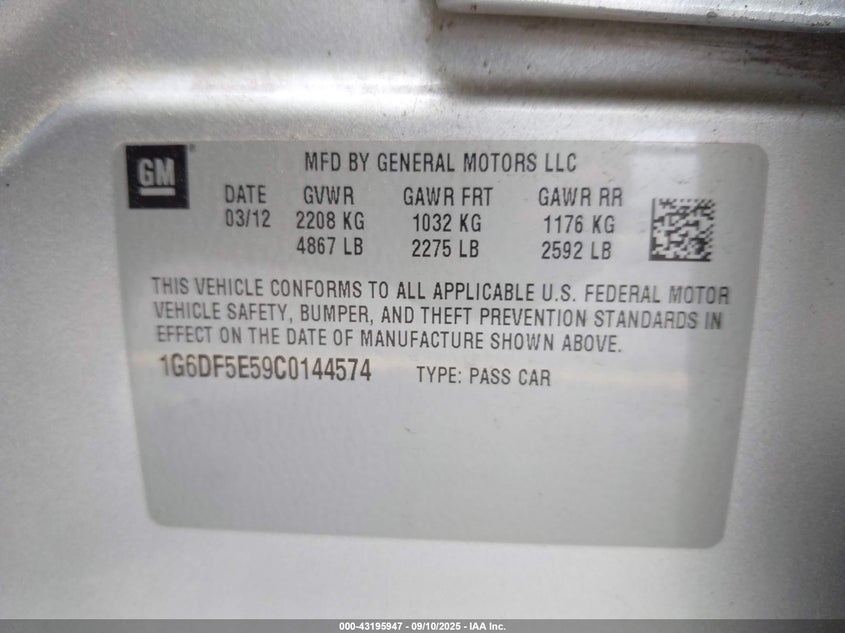 GM
MFD BY GENERAL MOTORS LLC
DATE GVWR GAWR FRT GAWR RR
03/12 2208 KG 1032 KG 1176 KG
4867 LB 2275 LB 2592 LB
THIS VEHICLE CONFORMS TO ALL APPLICABLE U.S. FEDERAL MOTOR
VEHICLE SAFETY, BUMPER, AND THEFT PREVENTION STANDARDS IN
EFFECT ON THE DATE OF MANUFACTURE SHOWN ABOVE.
1G6DF5E59C0144574 TYPE: PASS CAR
000-43195947 - 09/10/2025 - IAA Inc.